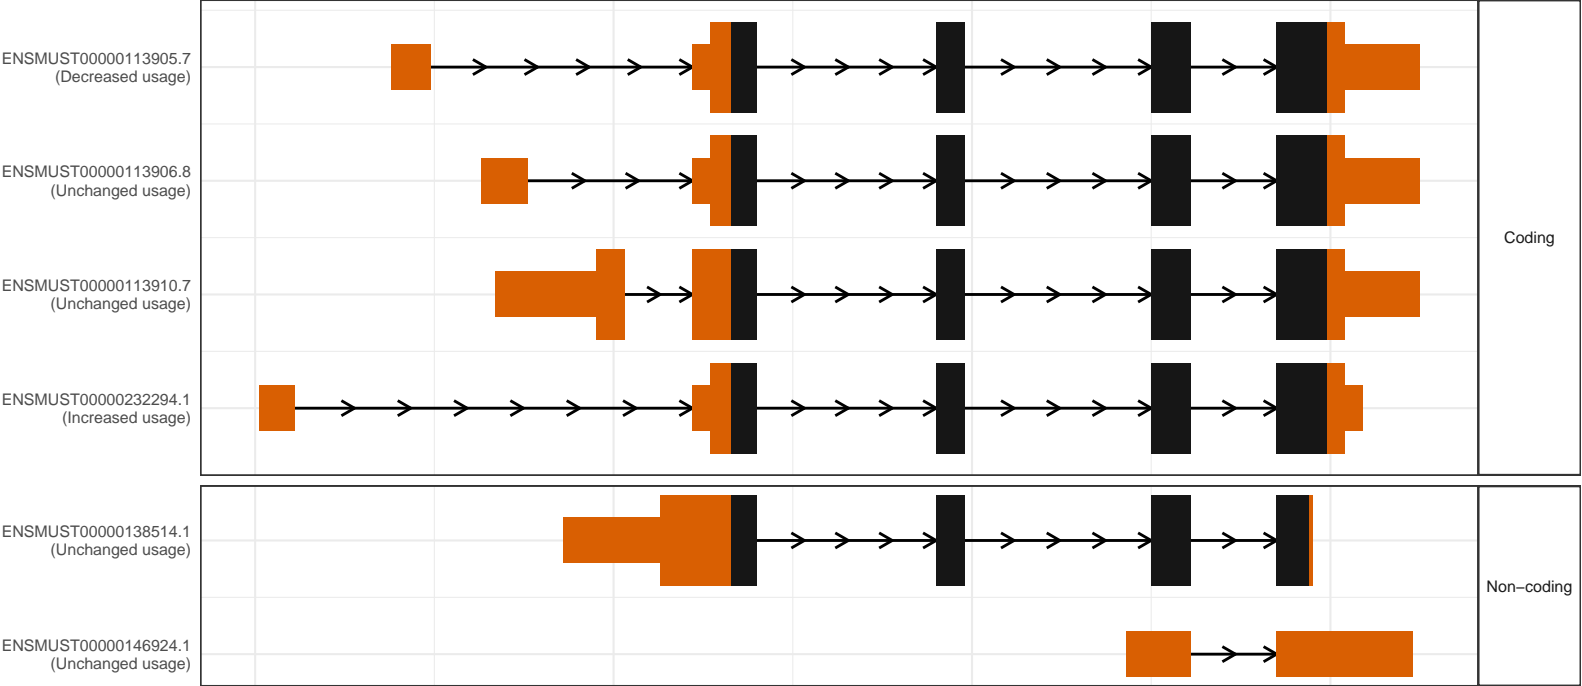 ENSMUST00000113905.7
(Decreased usage)
ENSMUST00000113906.8
(Unchanged usage)
ENSMUST00000113910.7
(Unchanged usage)
ENSMUST00000232294.1
(Increased usage)
Coding
ENSMUST00000138514.1
(Unchanged usage)
ENSMUST00000146924.1
(Unchanged usage)
Non−coding